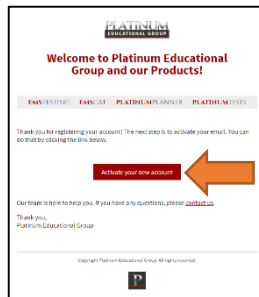 PLATINUM
EDUCATIONAL GROUP
Welcome to Platinum Educational
Group and our Products!
EMSTESTING EMSCAT PLATINUMPLANNER PLATINUMTESTS
Thank you for registering your account! The next step is to activate your email. You can
do that by clicking the link below.
Activate your new account
Our team is here to help you. If you have any questions, please contact us.
Thank you,
Platinum Educational Group
Copyright Platinum Educational Group. All rights reserved.
P